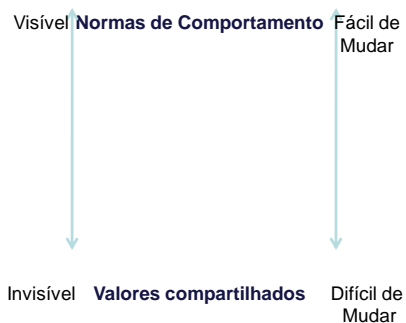 Visível Normas de Comportamento Fácil de
Mudar
Invisível Valores compartilhados Difícil de
Mudar